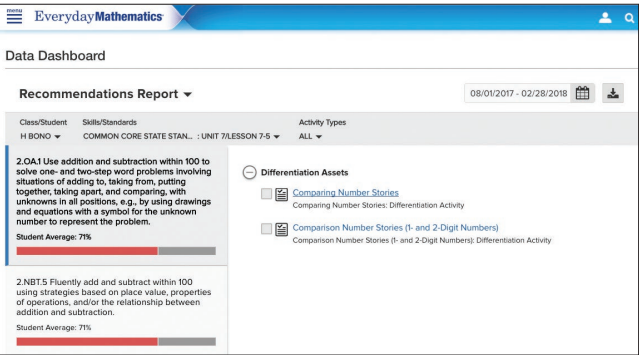 menu
Everyday Mathematics
Data Dashboard
Recommendations Report
08/01/2017 - 02/28/2018
Class/Student
Skills/Standards
Activity Types
H BONO
COMMON CORE STATE STAN... : UNIT 7/LESSON 7-5
ALL
2.OA.1 Use addition and subtraction within 100 to
solve one- and two-step word problems involving
situations of adding to, taking from, putting
together, taking apart, and comparing, with
unknowns in all positions, e.g., by using drawings
and equations with a symbol for the unknown
number to represent the problem.
Student Average: 71%
2.NBT.5 Fluently add and subtract within 100
using strategies based on place value, properties
of operations, and/or the relationship between
addition and subtraction.
Student Average: 71%
Differentiation Assets
Comparing Number Stories
Comparing Number Stories: Differentiation Activity
Comparison Number Stories (1- and 2-Digit Numbers)
Comparison Number Stories (1- and 2-Digit Numbers): Differentiation Activity